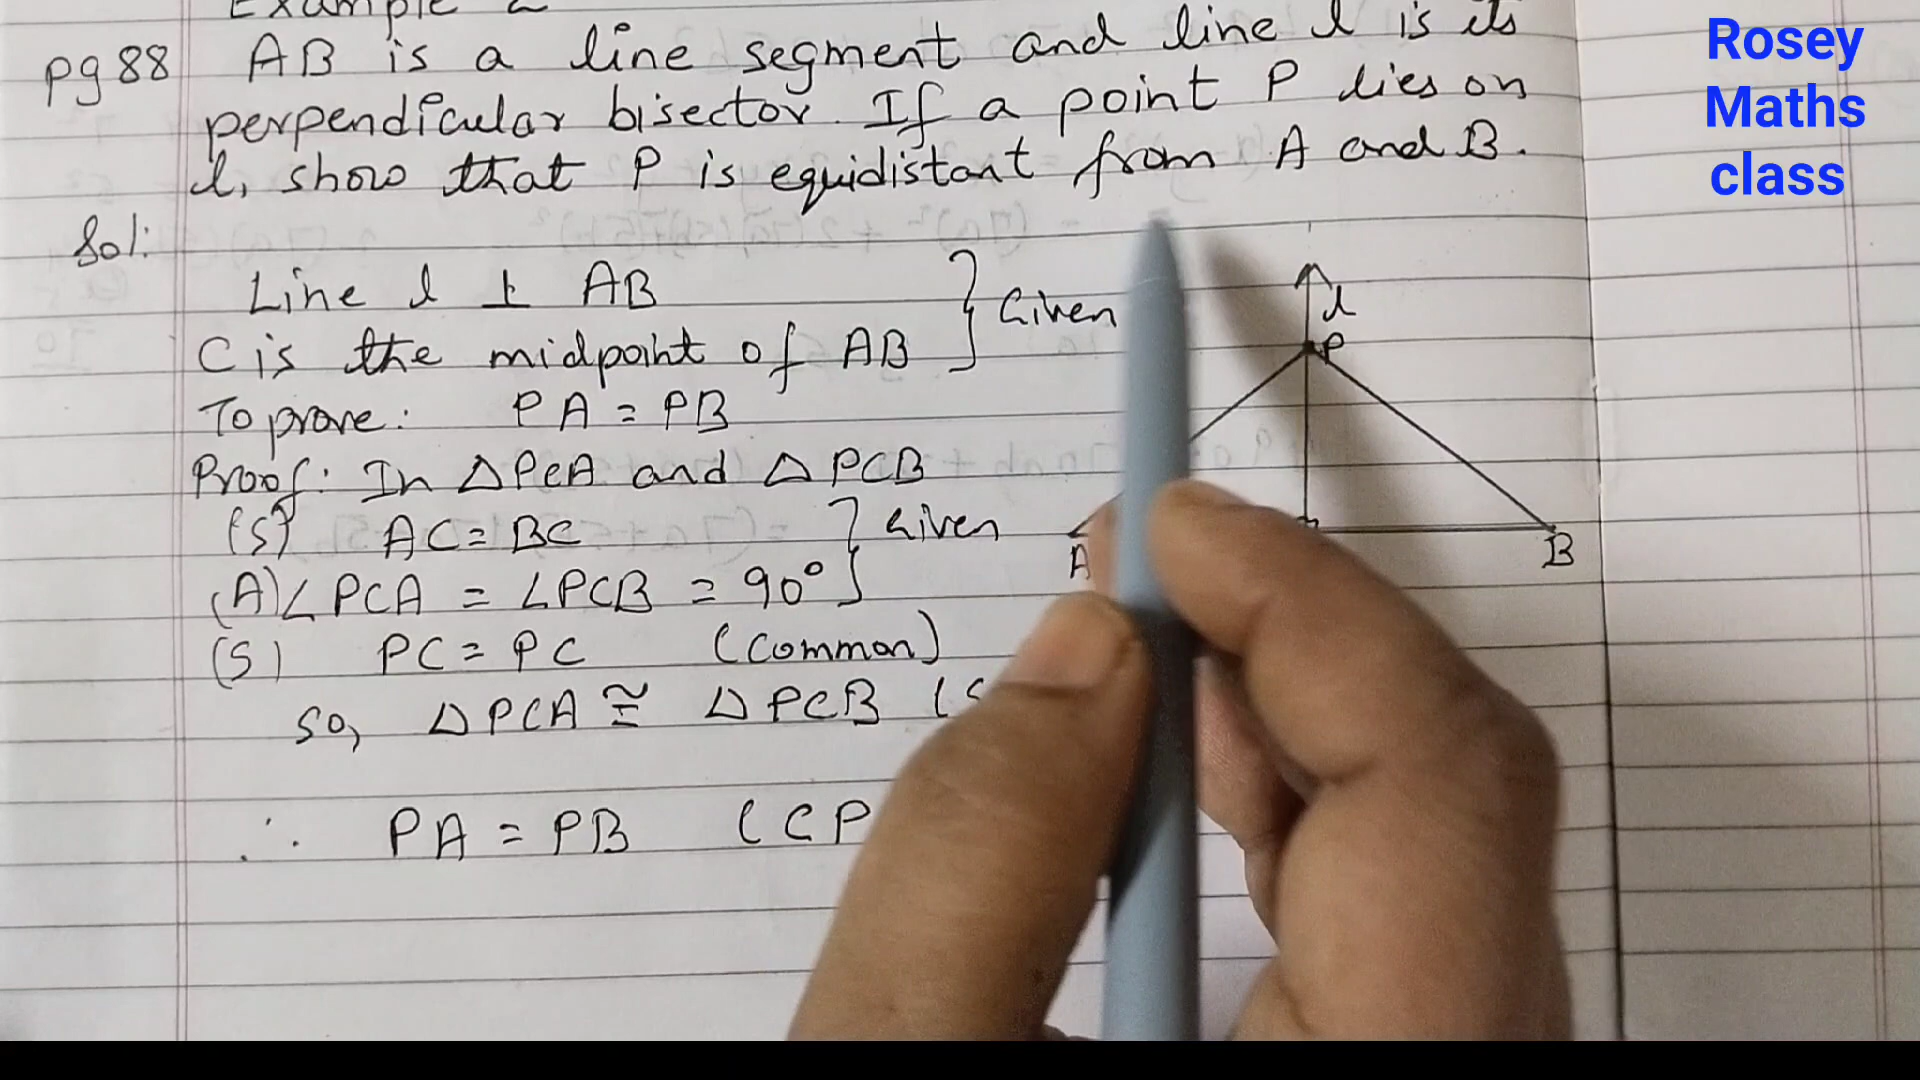 Example 2
pg 88 AB is a line segment and line l is its
perpendicular bisector. If a point P lies on
l, show that P is equidistant from A and B.
Sol:
Line l ⊥ AB
C is the midpoint of AB } Given
To prove: PA = PB
Proof: In △PCA and △PCB
(S) AC = BC
(A) ∠PCA = ∠PCB = 90° } Given
(S) PC = PC (Common)
So, △PCA ≅ △PCB (S
∴ PA = PB (CP
l
P
A
B
Rosey
Maths
class